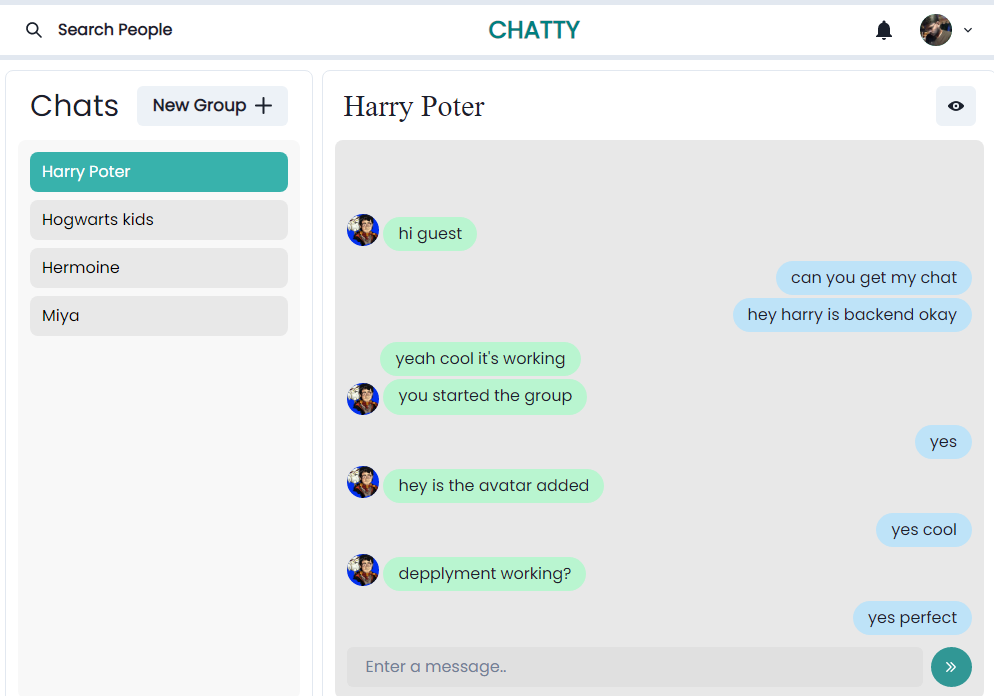 Search People
CHATTY
Chats
New Group
Harry Poter
Hogwarts kids
Hermoine
Miya
Harry Poter
hi guest
can you get my chat
hey harry is backend okay
yeah cool it's working
you started the group
yes
hey is the avatar added
yes cool
depplyment working?
yes perfect
Enter a message..